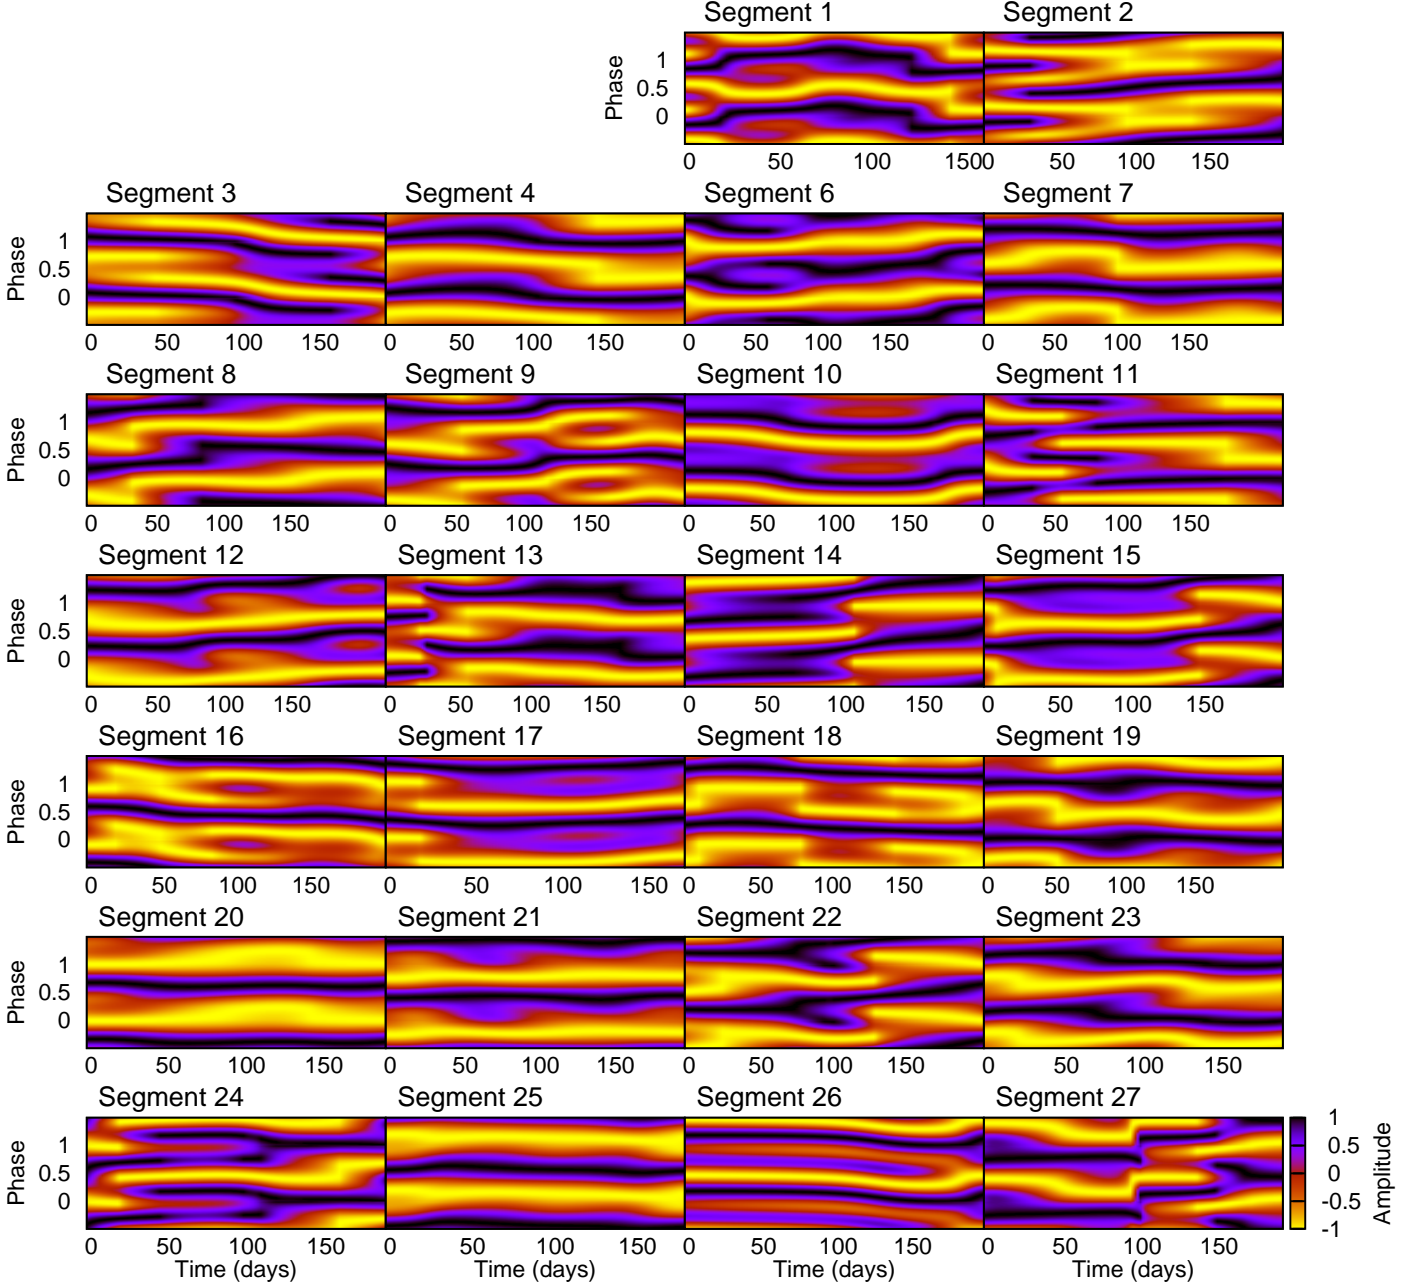 Segment 1 Segment 2
Phase 1 0.5 0
0 50 100 150 0 50 100 150
Segment 3 Segment 4 Segment 6 Segment 7
Phase 1 0.5 0
0 50 100 150 0 50 100 150 0 50 100 150 0 50 100 150
Segment 8 Segment 9 Segment 10 Segment 11
Phase 1 0.5 0
0 50 100 150 0 50 100 150 0 50 100 150 0 50 100 150
Segment 12 Segment 13 Segment 14 Segment 15
Phase 1 0.5 0
0 50 100 150 0 50 100 150 0 50 100 150 0 50 100 150
Segment 16 Segment 17 Segment 18 Segment 19
Phase 1 0.5 0
0 50 100 150 0 50 100 150 0 50 100 150 0 50 100 150
Segment 20 Segment 21 Segment 22 Segment 23
Phase 1 0.5 0
0 50 100 150 0 50 100 150 0 50 100 150 0 50 100 150
Segment 24 Segment 25 Segment 26 Segment 27
Phase 1 0.5 0
1 0.5 0 -0.5 -1 Amplitude
0 50 100 150 0 50 100 150 0 50 100 150 0 50 100 150
Time (days) Time (days) Time (days) Time (days)